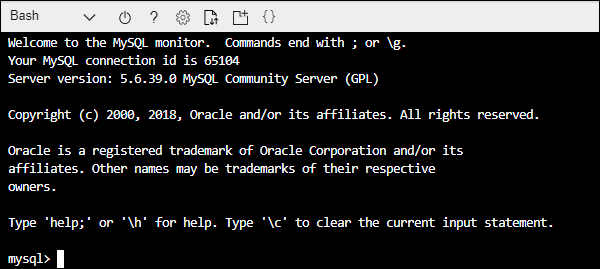 Bash
Welcome to the MySQL monitor.  Commands end with ; or \g.
Your MySQL connection id is 65104
Server version: 5.6.39.0 MySQL Community Server (GPL)
Copyright (c) 2000, 2018, Oracle and/or its affiliates. All rights reserved.
Oracle is a registered trademark of Oracle Corporation and/or its
affiliates. Other names may be trademarks of their respective
owners.
Type 'help;' or '\h' for help. Type '\c' to clear the current input statement.
mysql>